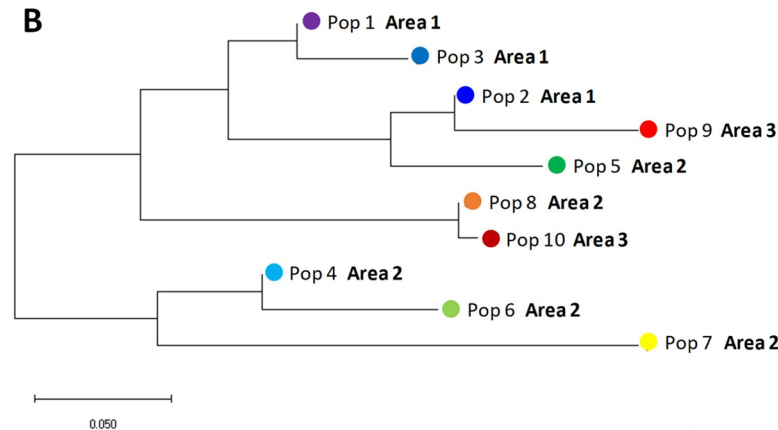 B
Pop 1 Area 1
Pop 3 Area 1
Pop 2 Area 1
Pop 9 Area 3
Pop 5 Area 2
Pop 8 Area 2
Pop 10 Area 3
Pop 4 Area 2
Pop 6 Area 2
Pop 7 Area 2
0.050